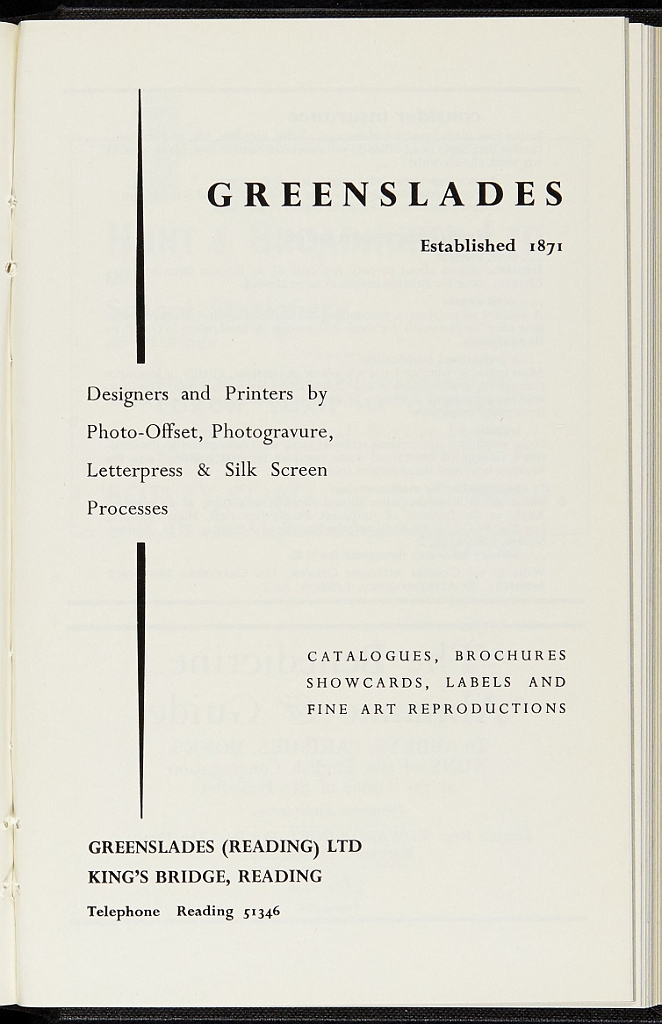 GREENSLADES
Established 1871
Designers and Printers by
Photo-Offset, Photogravure,
Letterpress & Silk Screen
Processes
CATALOGUES, BROCHURES
SHOWCARDS, LABELS AND
FINE ART REPRODUCTIONS
GREENSLADES (READING) LTD
KING'S BRIDGE, READING
Telephone Reading 51346